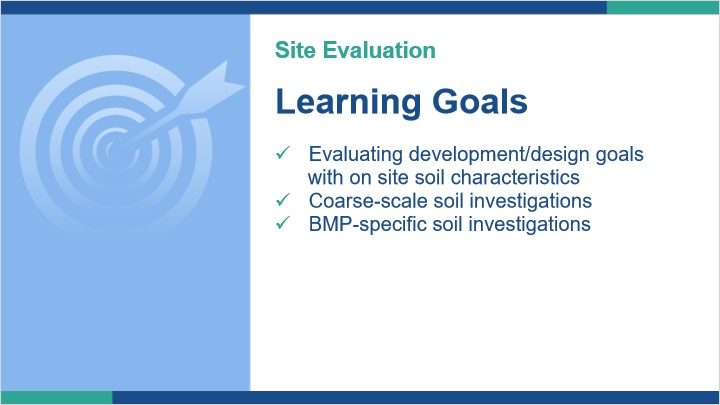 Site Evaluation
Learning Goals
✓ Evaluating development/design goals
with on site soil characteristics
✓ Coarse-scale soil investigations
✓ BMP-specific soil investigations